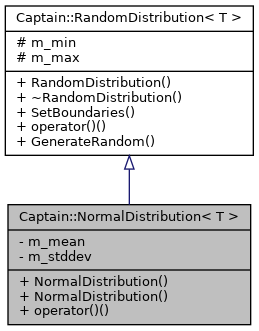 Captain::RandomDistribution< T >
# m_min
# m_max
+ RandomDistribution()
+ ~RandomDistribution()
+ SetBoundaries()
+ operator()()
+ GenerateRandom()
Captain::NormalDistribution< T >
- m_mean
- m_stddev
+ NormalDistribution()
+ NormalDistribution()
+ operator()()